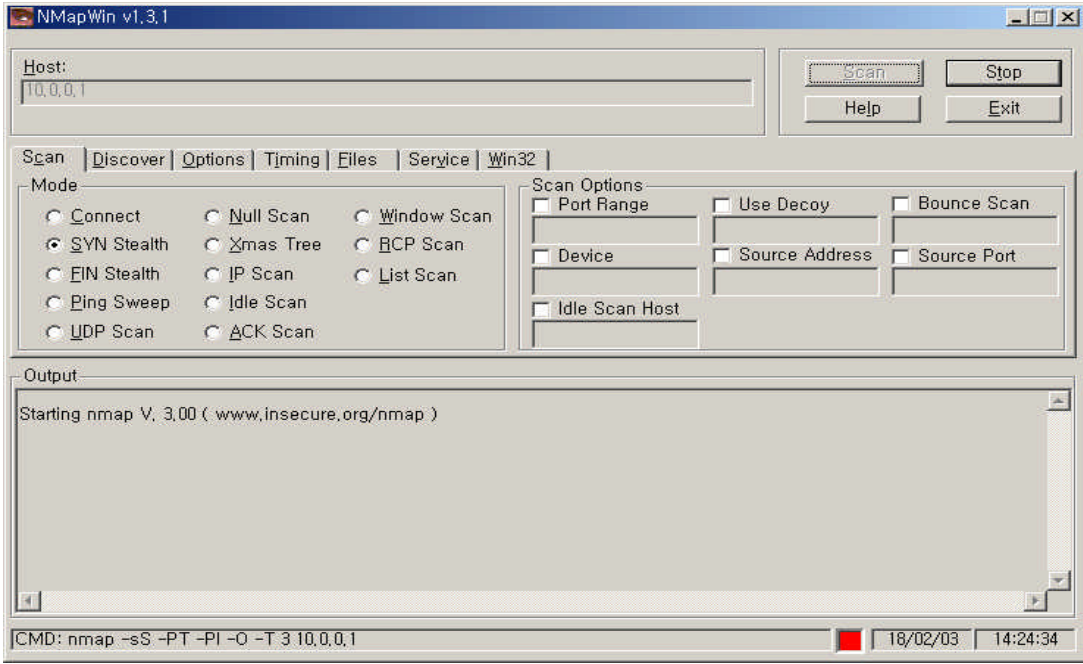 NMapWin v1,3,1
Host:
10,0,0,1
Scan
Stop
Help
Exit
Scan Discover Options Timing Files Service Win32
Mode
Connect Null Scan Window Scan
SYN Stealth Xmas Tree RCP Scan
FIN Stealth IP Scan List Scan
Ping Sweep Idle Scan
UDP Scan ACK Scan
Scan Options
Port Range Use Decoy Bounce Scan
Device Source Address Source Port
Idle Scan Host
Output
Starting nmap V, 3,00 ( www,insecure,org/nmap )
CMD: nmap -sS -PT -PI -O -T 3 10,0,0,1 18/02/03 14:24:34